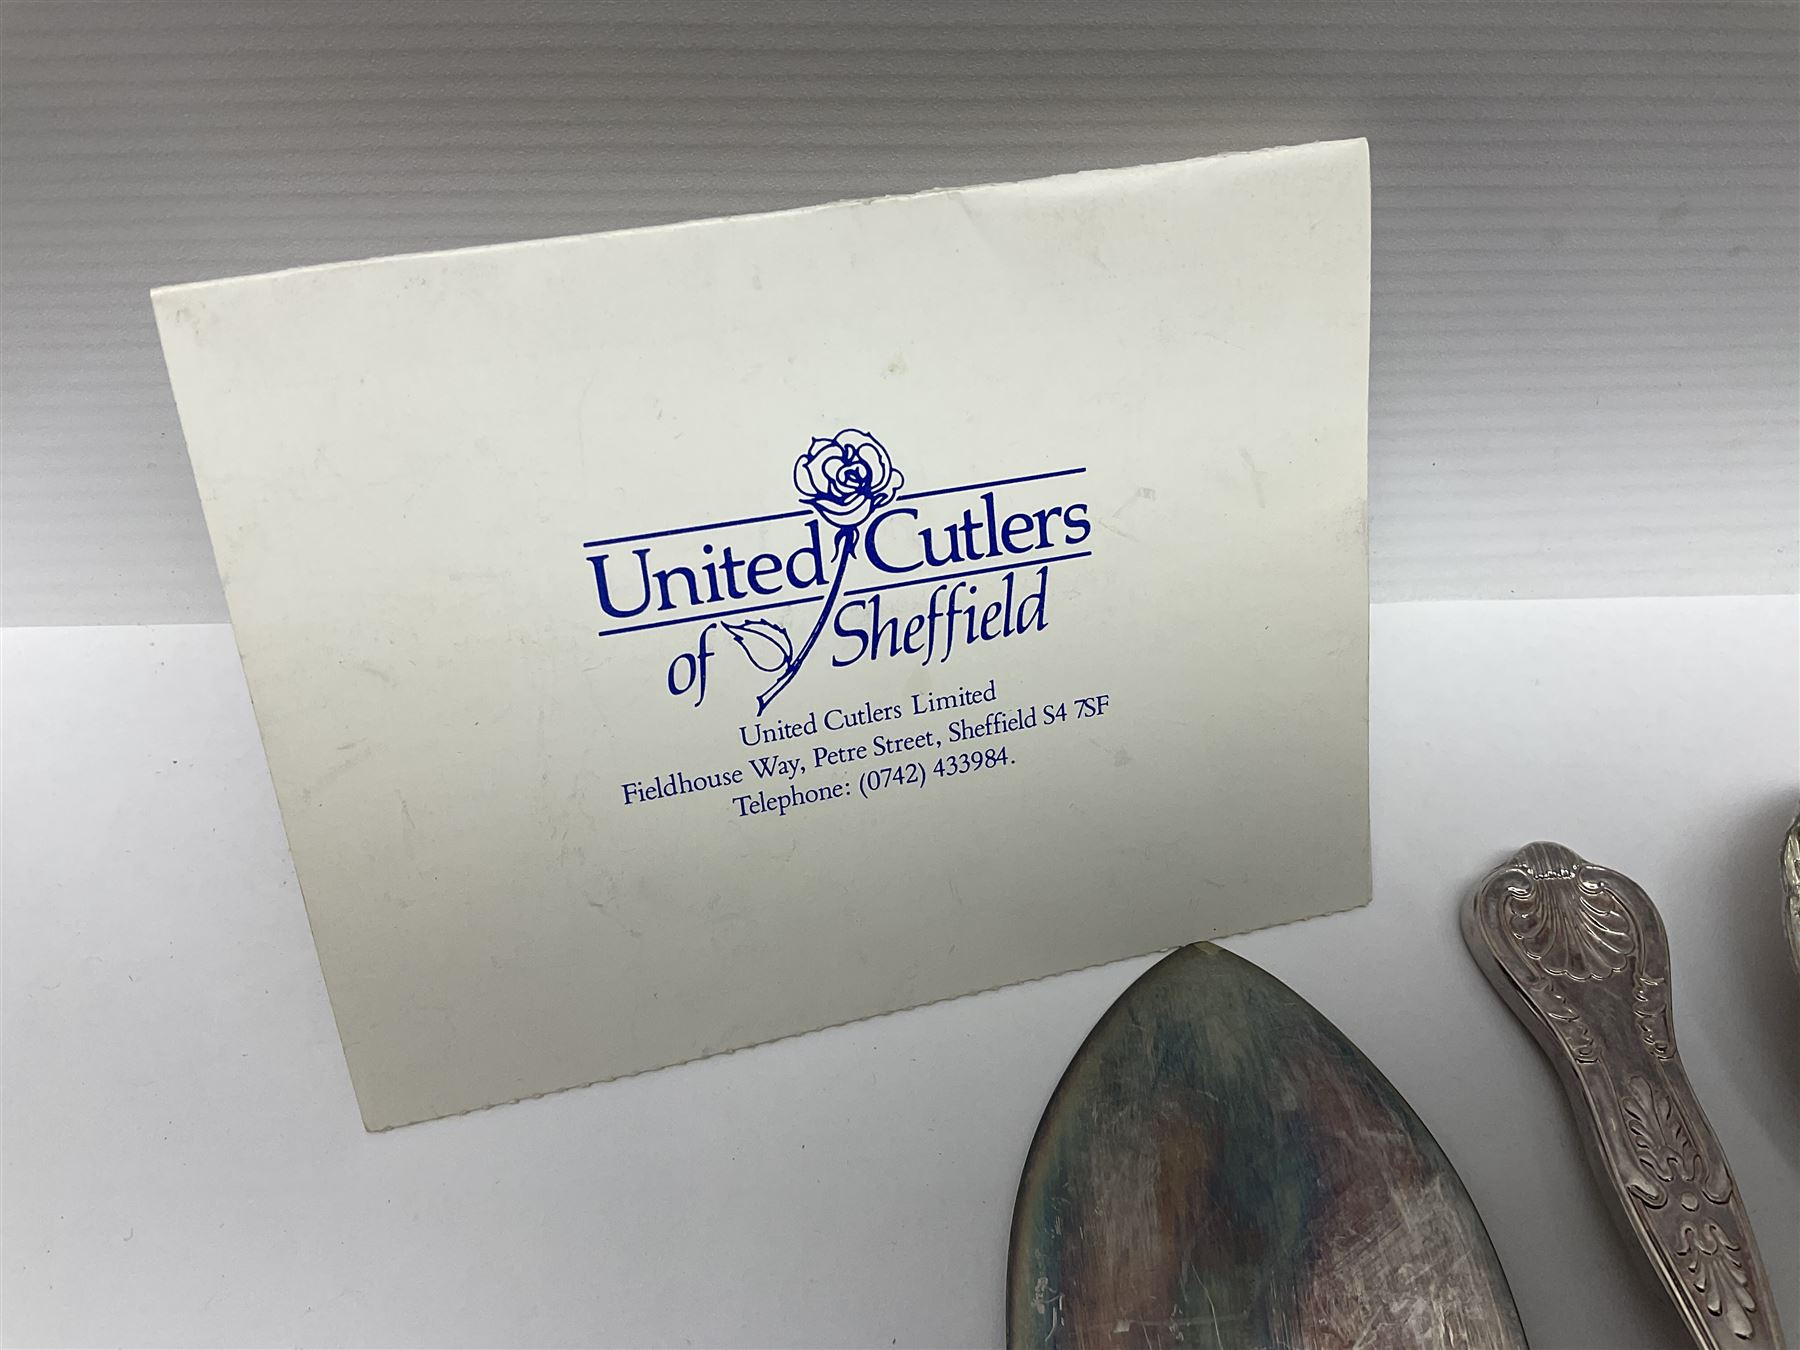 United Cutlers
of Sheffield
United Cutlers Limited
Fieldhouse Way, Petre Street, Sheffield S4 7SF
Telephone: (0742) 433984.